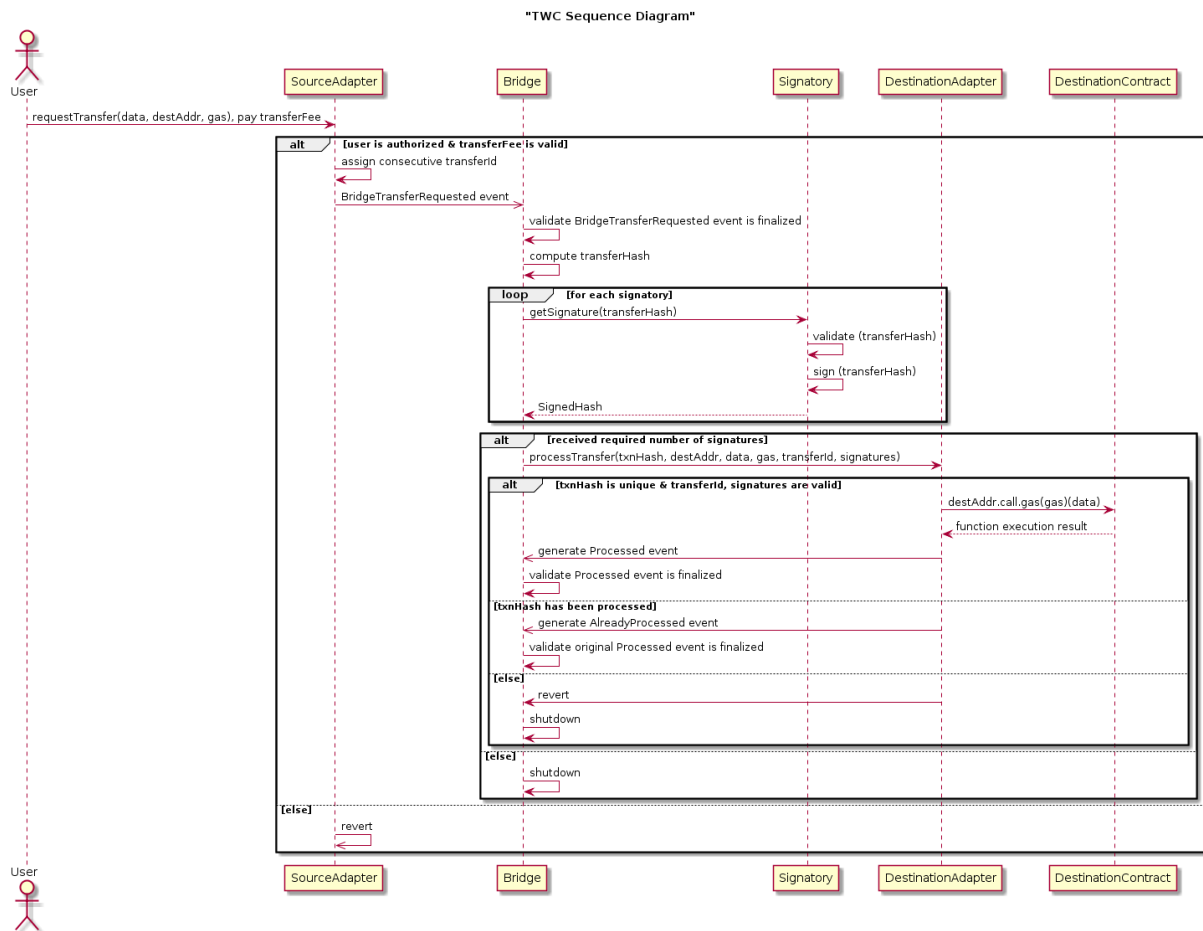 "TWC Sequence Diagram"
User
SourceAdapter
Bridge
Signatory
DestinationAdapter
DestinationContract
requestTransfer(data, destAddr, gas), pay transferFee
alt
[user is authorized & transferFee is valid]
assign consecutive transferId
BridgeTransferRequested event
validate BridgeTransferRequested event is finalized
compute transferHash
loop
[for each signatory]
getSignature(transferHash)
validate (transferHash)
sign (transferHash)
SignedHash
alt
[received required number of signatures]
processTransfer(txnHash, destAddr, data, gas, transferId, signatures)
alt
[txnHash is unique & transferId, signatures are valid]
destAddr.call.gas(gas)(data)
function execution result
generate Processed event
validate Processed event is finalized
[txnHash has been processed]
generate AlreadyProcessed event
validate original Processed event is finalized
[else]
revert
shutdown
[else]
shutdown
[else]
revert
User
SourceAdapter
Bridge
Signatory
DestinationAdapter
DestinationContract